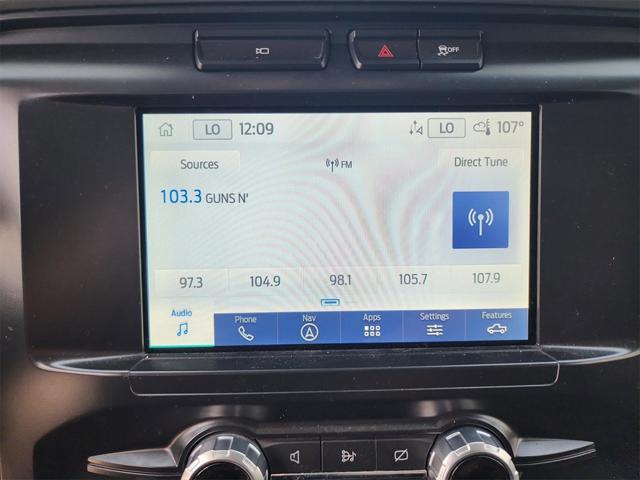 OFF
LO 12:09 LO 107°
Sources FM Direct Tune
103.3 GUNS N'
97.3 104.9 98.1 105.7 107.9
Audio Phone Nav Apps Settings Features